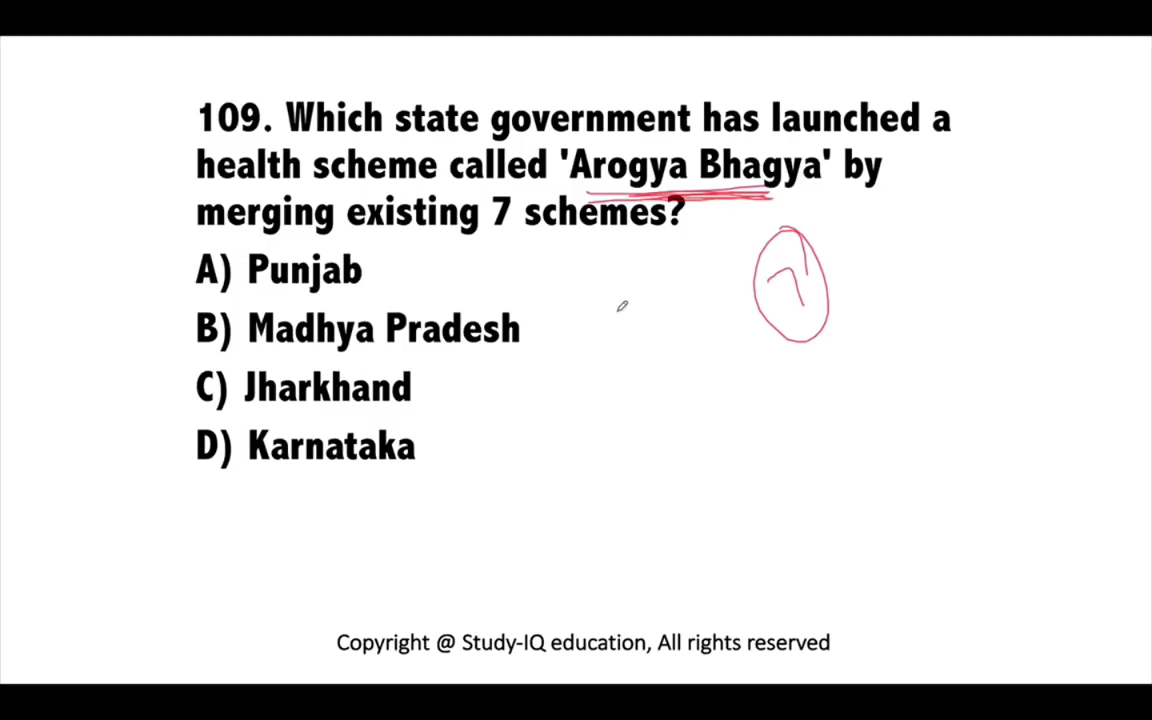 109. Which state government has launched a
health scheme called 'Arogya Bhagya' by
merging existing 7 schemes?
7
A) Punjab
B) Madhya Pradesh
C) Jharkhand
D) Karnataka
Copyright @ Study-IQ education, All rights reserved